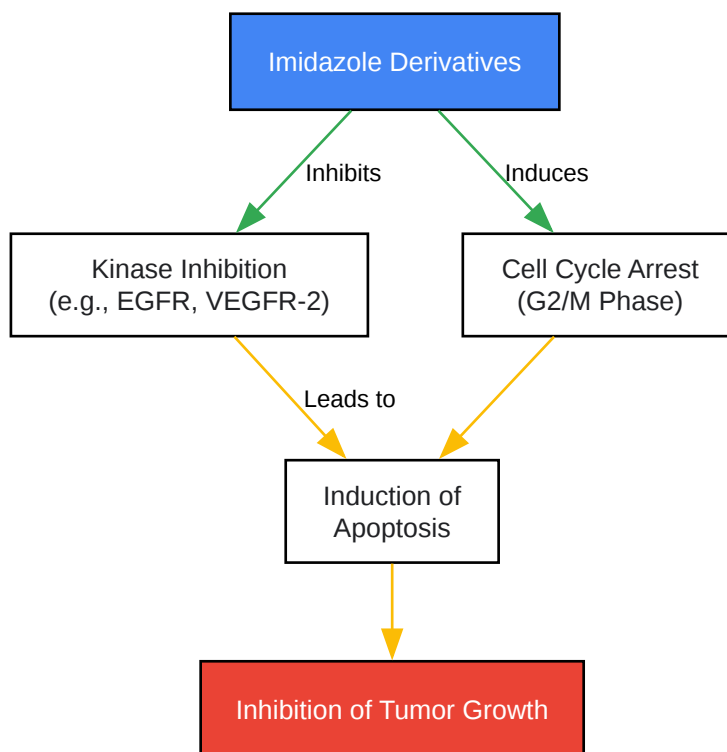 Imidazole Derivatives
Inhibits
Induces
Kinase Inhibition
(e.g., EGFR, VEGFR-2)
Cell Cycle Arrest
(G2/M Phase)
Leads to
Induction of
Apoptosis
Inhibition of Tumor Growth